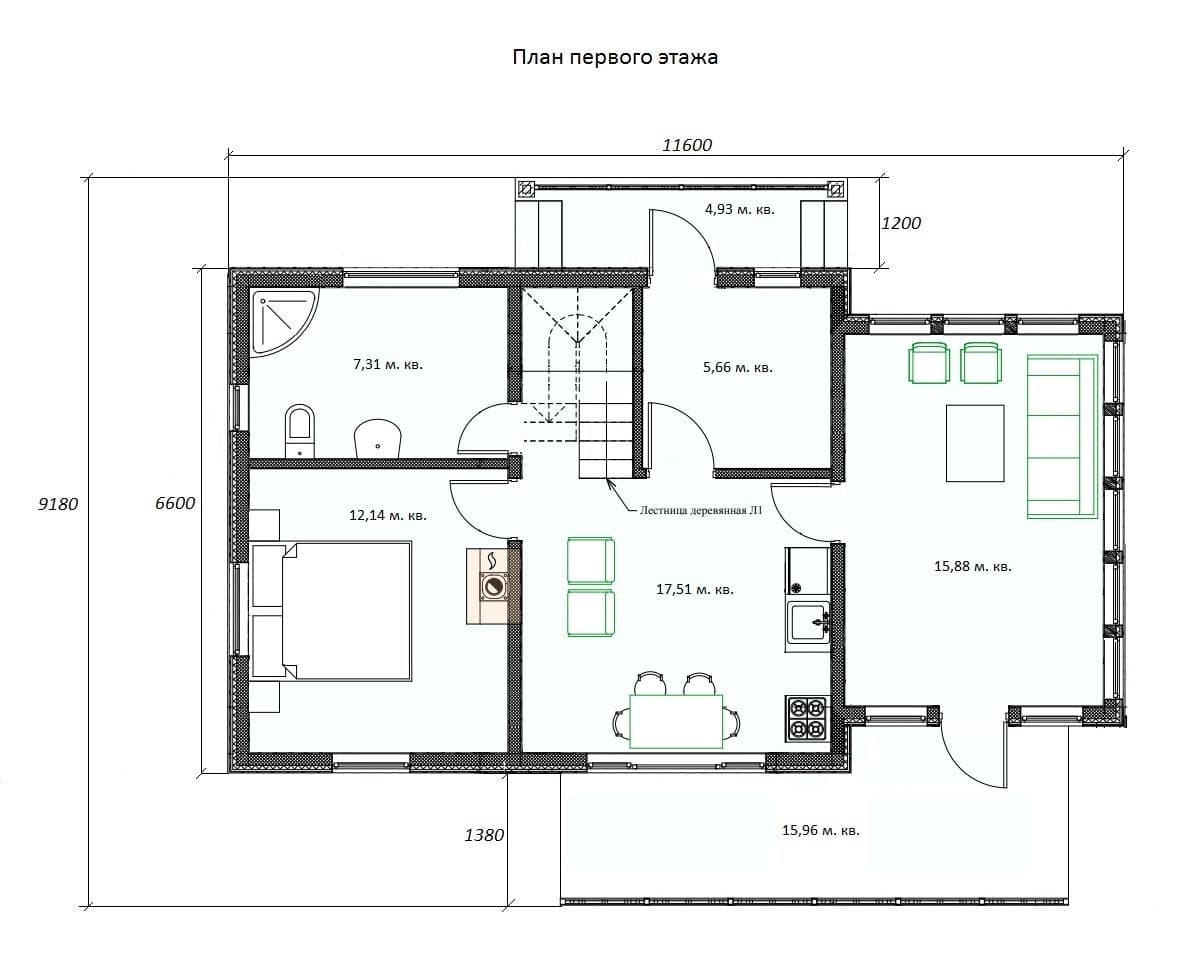 План первого этажа
11600
4,93 м. кв.
1200
7,31 м. кв.
5,66 м. кв.
9180
6600
12,14 м. кв.
Лестница деревянная Л1
15,88 м. кв.
17,51 м. кв.
1380
15,96 м. кв.